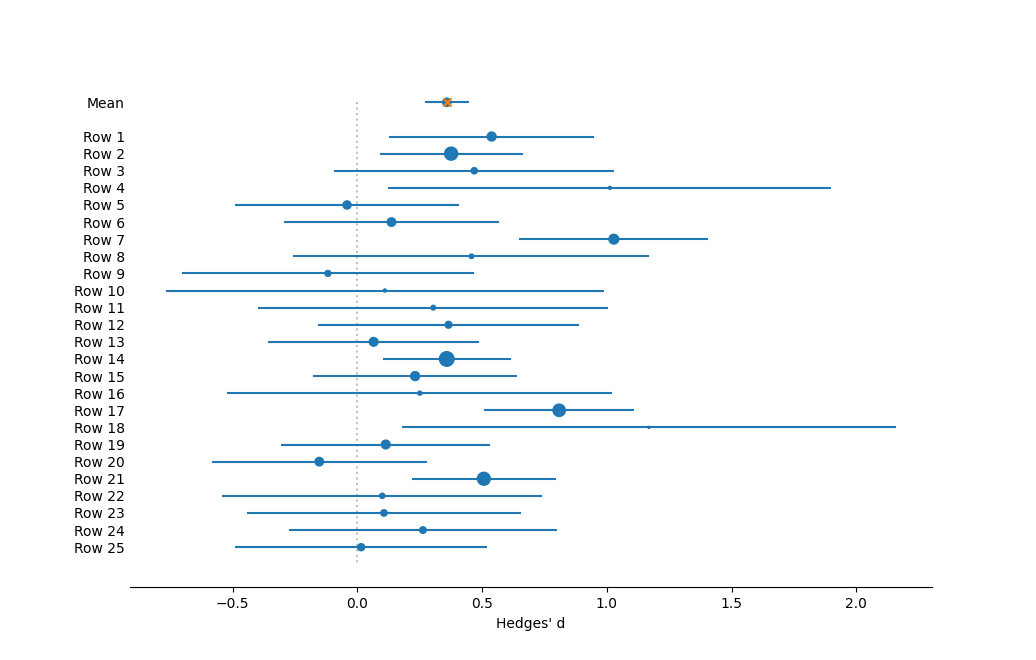 Mean
Row 1
Row 2
Row 3
Row 4
Row 5
Row 6
Row 7
Row 8
Row 9
Row 10
Row 11
Row 12
Row 13
Row 14
Row 15
Row 16
Row 17
Row 18
Row 19
Row 20
Row 21
Row 22
Row 23
Row 24
Row 25
−0.5 0.0 0.5 1.0 1.5 2.0
Hedges' d